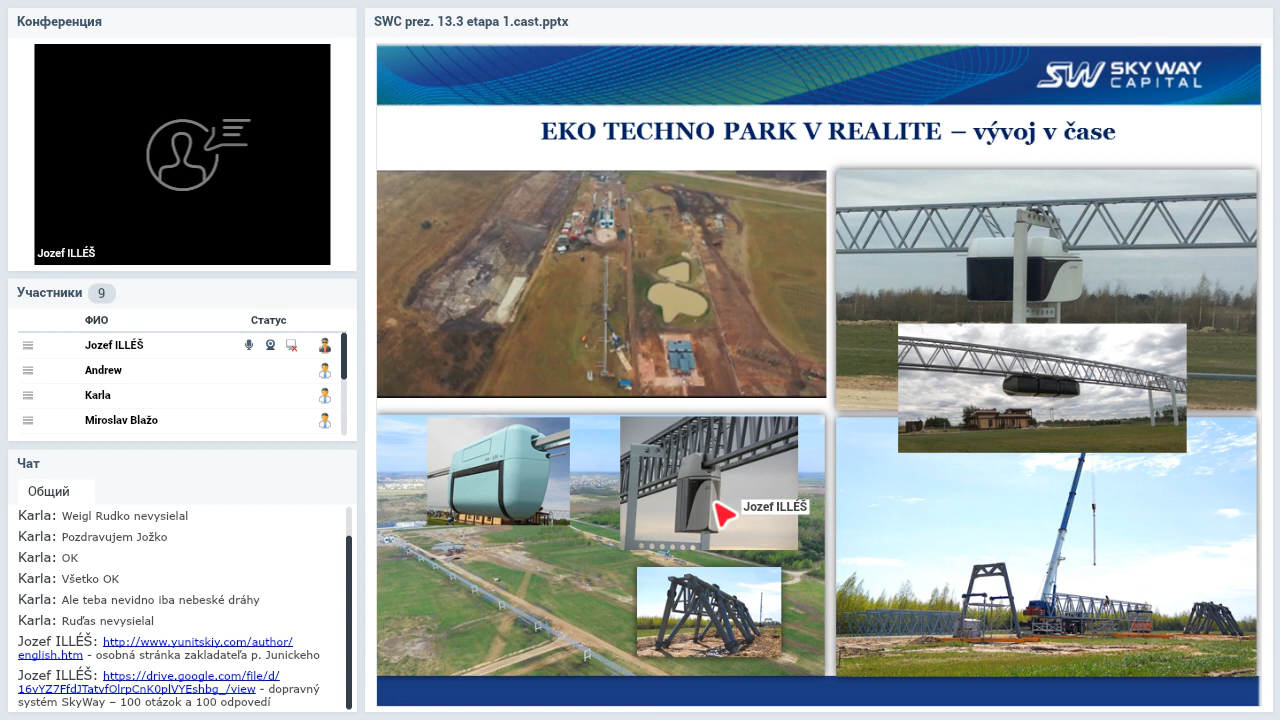 Конференция
Jozef ILLÉŠ
Участники 9
ФИО Статус
Jozef ILLÉŠ
Andrew
Karla
Miroslav Blažo
Чат
Общий
Karla: Weigl Rudko nevysielal
Karla: Pozdravujem Jožko
Karla: OK
Karla: Všetko OK
Karla: Ale teba nevidno iba nebeské dráhy
Karla: Ruďas nevysielal
Jozef ILLÉŠ: http://www.yunitskiy.com/author/
english.htm - osobná stránka zakladateľa p. Junickeho
Jozef ILLÉŠ: https://drive.google.com/file/d/
16vYZ7FfdJTatvfOlrpCnK0plVYEshbg_/view - dopravný
systém SkyWay – 100 otázok a 100 odpovedí
SWC prez. 13.3 etapa 1.cast.pptx
SW SKY WAY
CAPITAL
EKO TECHNO PARK V REALITE – vývoj v čase
Jozef ILLÉŠ